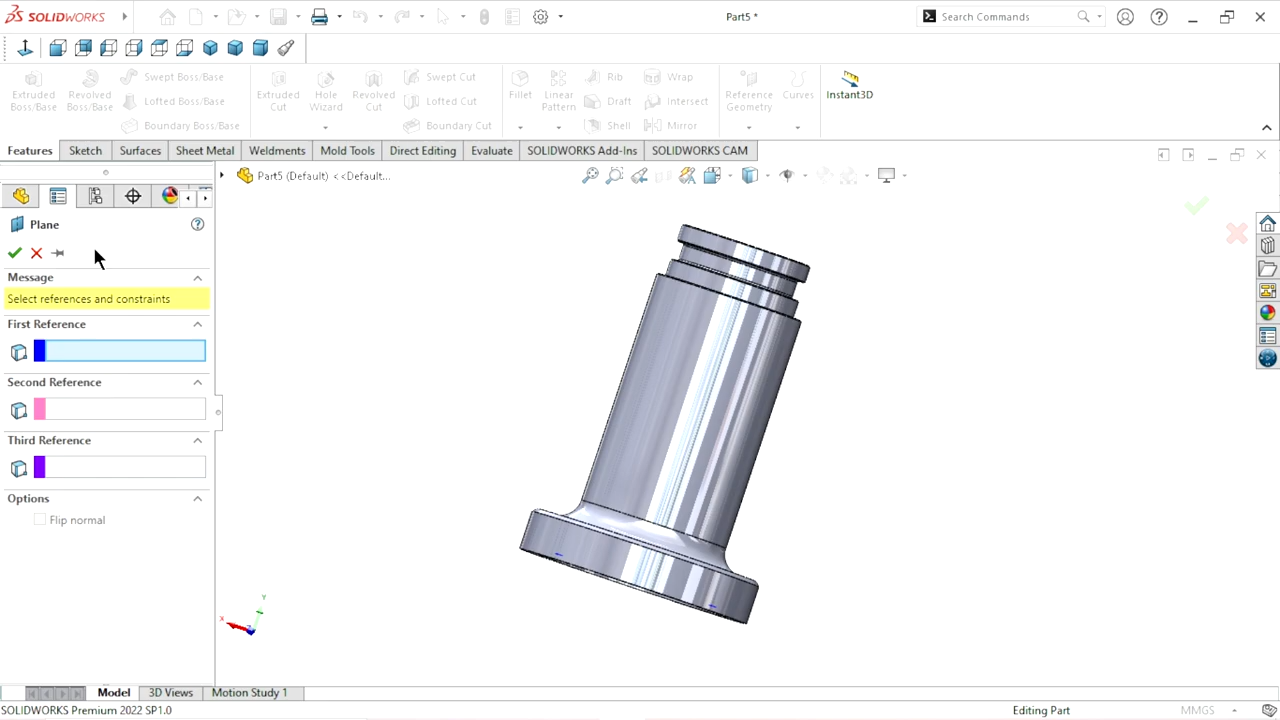 SOLIDWORKS
Part5 *
Search Commands
Extruded Boss/Base
Revolved Boss/Base
Swept Boss/Base
Lofted Boss/Base
Boundary Boss/Base
Extruded Cut
Hole Wizard
Revolved Cut
Swept Cut
Lofted Cut
Boundary Cut
Fillet
Linear Pattern
Rib
Draft
Shell
Wrap
Intersect
Mirror
Reference Geometry
Curves
Instant3D
Features
Sketch
Surfaces
Sheet Metal
Weldments
Mold Tools
Direct Editing
Evaluate
SOLIDWORKS Add-Ins
SOLIDWORKS CAM
Part5 (Default) <<Default...
Plane
Message
Select references and constraints
First Reference
Second Reference
Third Reference
Options
Flip normal
Y
X
Model
3D Views
Motion Study 1
SOLIDWORKS Premium 2022 SP1.0
Editing Part
MMGS